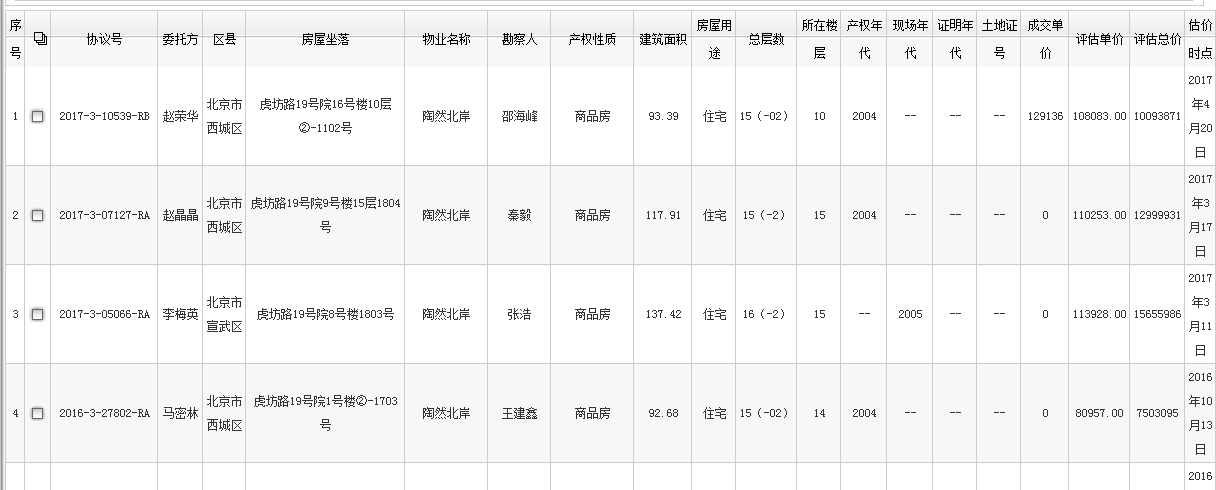 序号 协议号 委托方 区县 房屋坐落 物业名称 勘察人 产权性质 建筑面积 房屋用途 总层数 所在楼层 产权年代 现场年代 证明年代 土地证号 成交单价 评估单价 评估总价 估价时点
1 2017-3-10539-RB 赵荣华 北京市西城区 虎坊路19号院16号楼10层②-1102号 陶然北岸 邵海峰 商品房 93.39 住宅 15（-02） 10 2004 -- -- -- 129136 108083.00 10093871 2017年4月20日
2 2017-3-07127-RA 赵晶晶 北京市西城区 虎坊路19号院9号楼15层1804号 陶然北岸 秦毅 商品房 117.91 住宅 15（-2） 15 2004 -- -- -- 0 110253.00 12999931 2017年3月17日
3 2017-3-05066-RA 李梅英 北京市宣武区 虎坊路19号院8号楼1803号 陶然北岸 张浩 商品房 137.42 住宅 16（-2） 15 -- 2005 -- -- 0 113928.00 15655986 2017年3月11日
4 2016-3-27802-RA 马密林 北京市西城区 虎坊路19号院1号楼②-1703号 陶然北岸 王建鑫 商品房 92.68 住宅 15（-02） 14 2004 -- -- -- 0 80957.00 7503095 2016年10月13日
2016